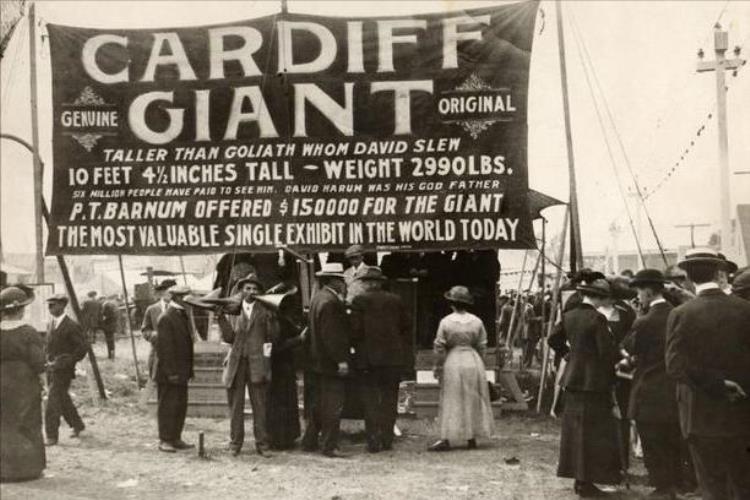 CARDIFF
GENUINE GIANT ORIGINAL
TALLER THAN GOLIATH WHOM DAVID SLEW
10 FEET 4½ INCHES TALL – WEIGHT 2990LBS.
SIX MILLION PEOPLE HAVE PAID TO SEE HIM. DAVID HARUM WAS HIS GOD FATHER
P.T. BARNUM OFFERED $150000 FOR THE GIANT
THE MOST VALUABLE SINGLE EXHIBIT IN THE WORLD TODAY